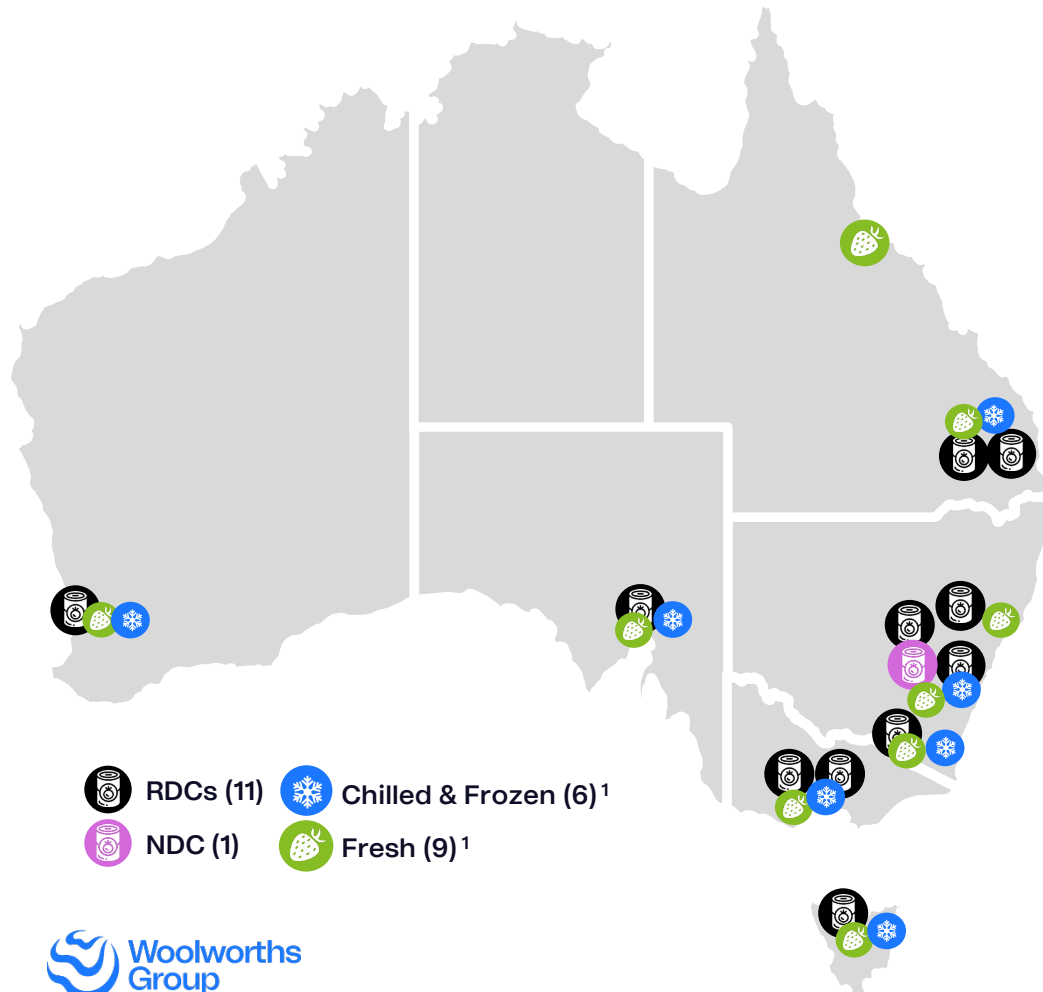 RDCs (11)
Chilled & Frozen (6) ¹
NDC (1)
Fresh (9) ¹
Woolworths
Group